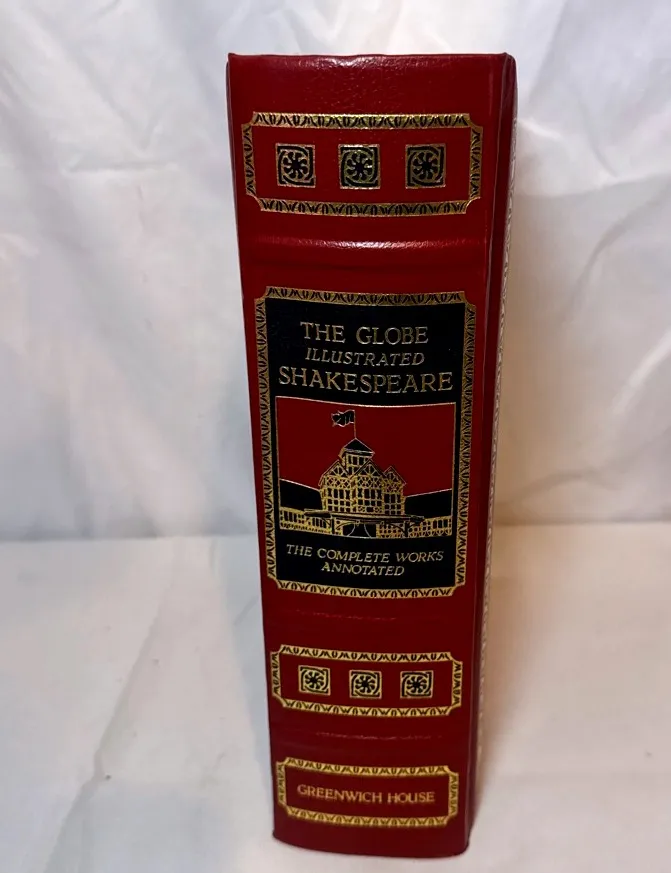 THE GLOBE
ILLUSTRATED
SHAKESPEARE
THE COMPLETE WORKS
ANNOTATED
GREENWICH HOUSE